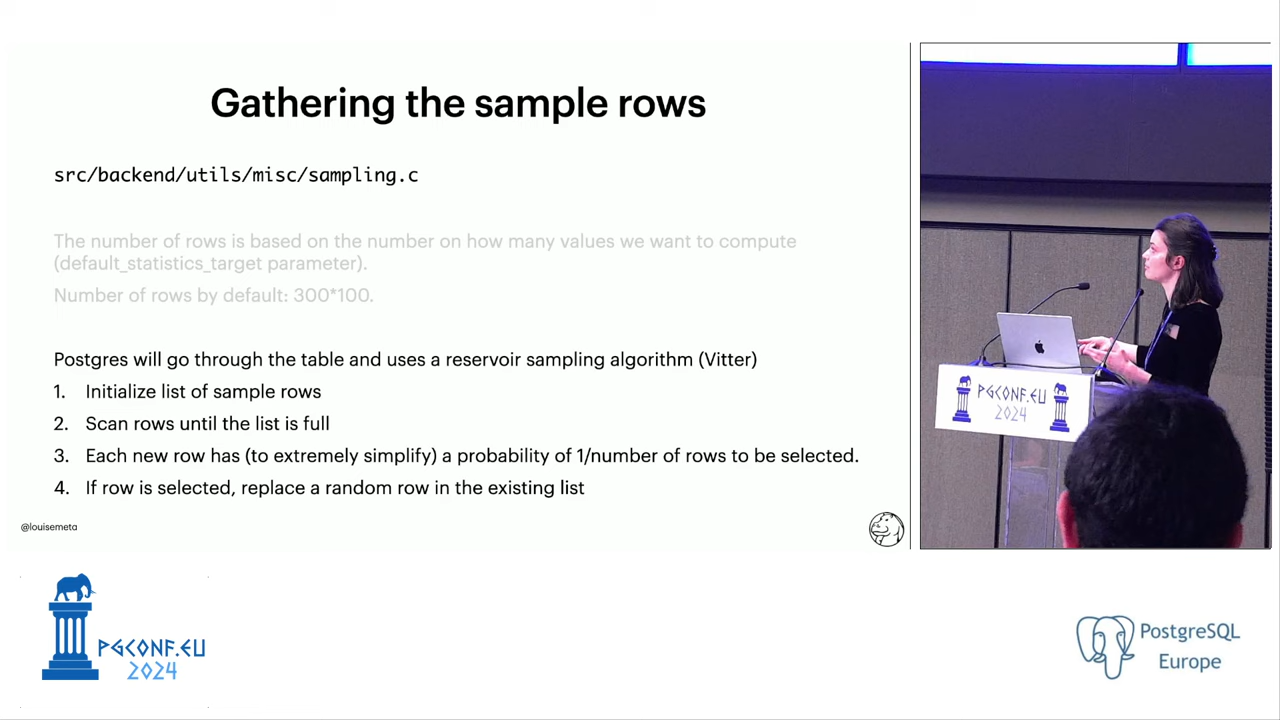 Gathering the sample rows
src/backend/utils/misc/sampling.c
The number of rows is based on the number on how many values we want to compute
(default_statistics_target parameter).
Number of rows by default: 300*100.
Postgres will go through the table and uses a reservoir sampling algorithm (Vitter)
1. Initialize list of sample rows
2. Scan rows until the list is full
3. Each new row has (to extremely simplify) a probability of 1/number of rows to be selected.
4. If row is selected, replace a random row in the existing list
@louisemeta
PGCONF.EU
2024
PGCONF.EU
2024
PostgreSQL
Europe